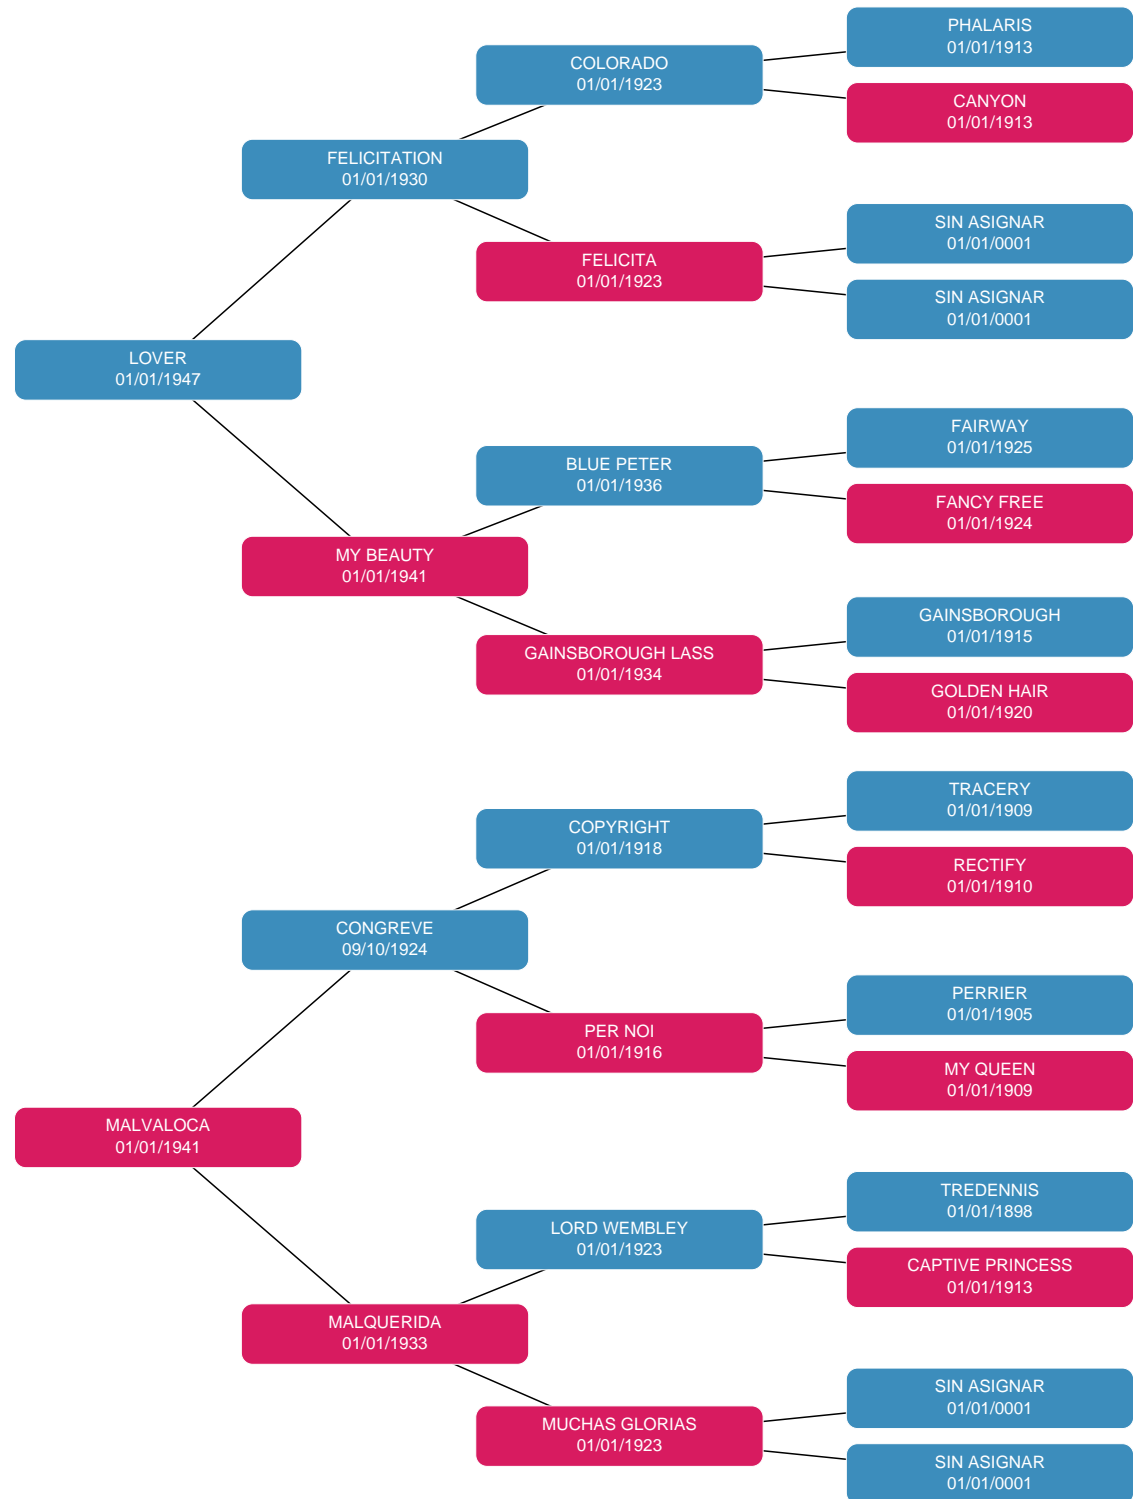 PHALARIS
01/01/1913
COLORADO
01/01/1923
CANYON
01/01/1913
FELICITATION
01/01/1930
SIN ASIGNAR
01/01/0001
FELICITA
01/01/1923
SIN ASIGNAR
01/01/0001
LOVER
01/01/1947
FAIRWAY
01/01/1925
BLUE PETER
01/01/1936
FANCY FREE
01/01/1924
MY BEAUTY
01/01/1941
GAINSBOROUGH
01/01/1915
GAINSBOROUGH LASS
01/01/1934
GOLDEN HAIR
01/01/1920
TRACERY
01/01/1909
COPYRIGHT
01/01/1918
RECTIFY
01/01/1910
CONGREVE
09/10/1924
PERRIER
01/01/1905
PER NOI
01/01/1916
MY QUEEN
01/01/1909
MALVALOCA
01/01/1941
TREDENNIS
01/01/1898
LORD WEMBLEY
01/01/1923
CAPTIVE PRINCESS
01/01/1913
MALQUERIDA
01/01/1933
SIN ASIGNAR
01/01/0001
MUCHAS GLORIAS
01/01/1923
SIN ASIGNAR
01/01/0001